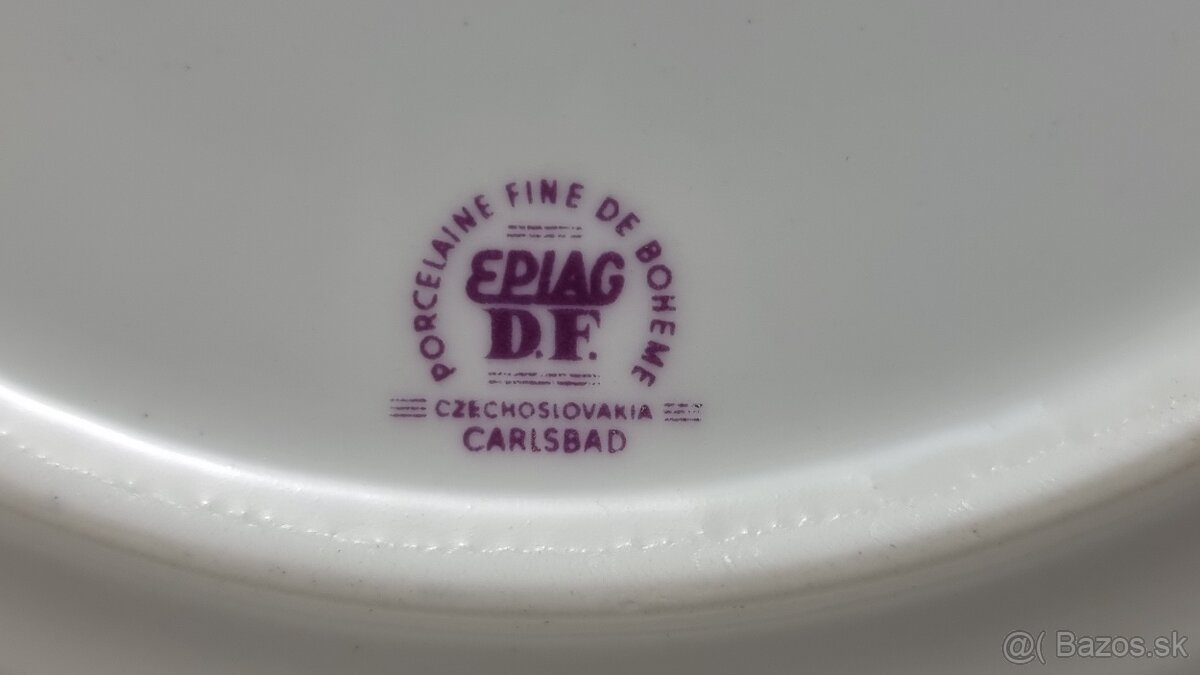 PORCELAINE FINE DE BOHEME
EPIAG
D.F.
CZECHOSLOVAKIA
CARLSBAD
@( Bazos.sk